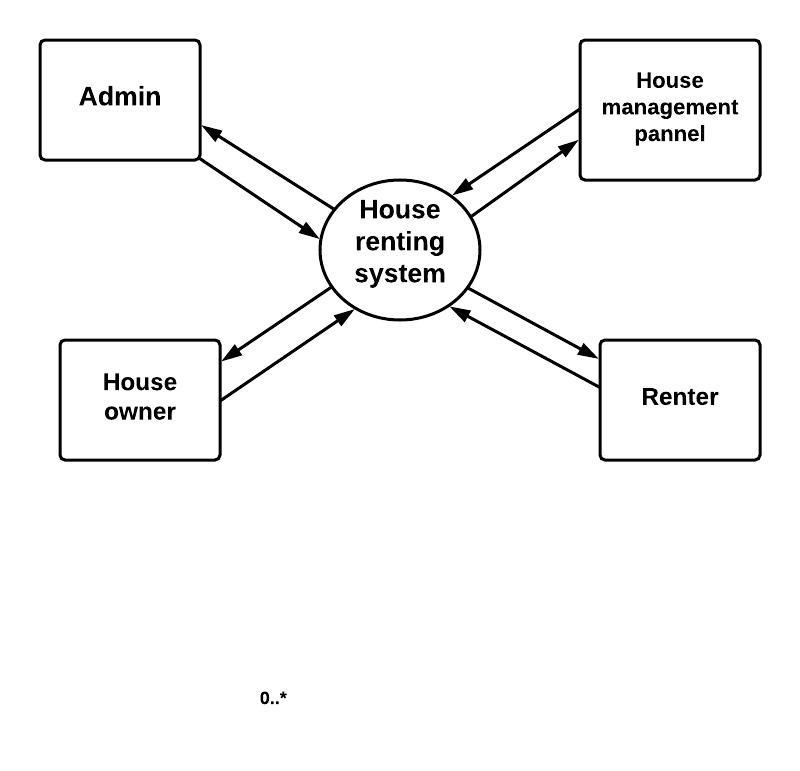 Admin
House
management
pannel
House
renting
system
House
owner
Renter
0..*